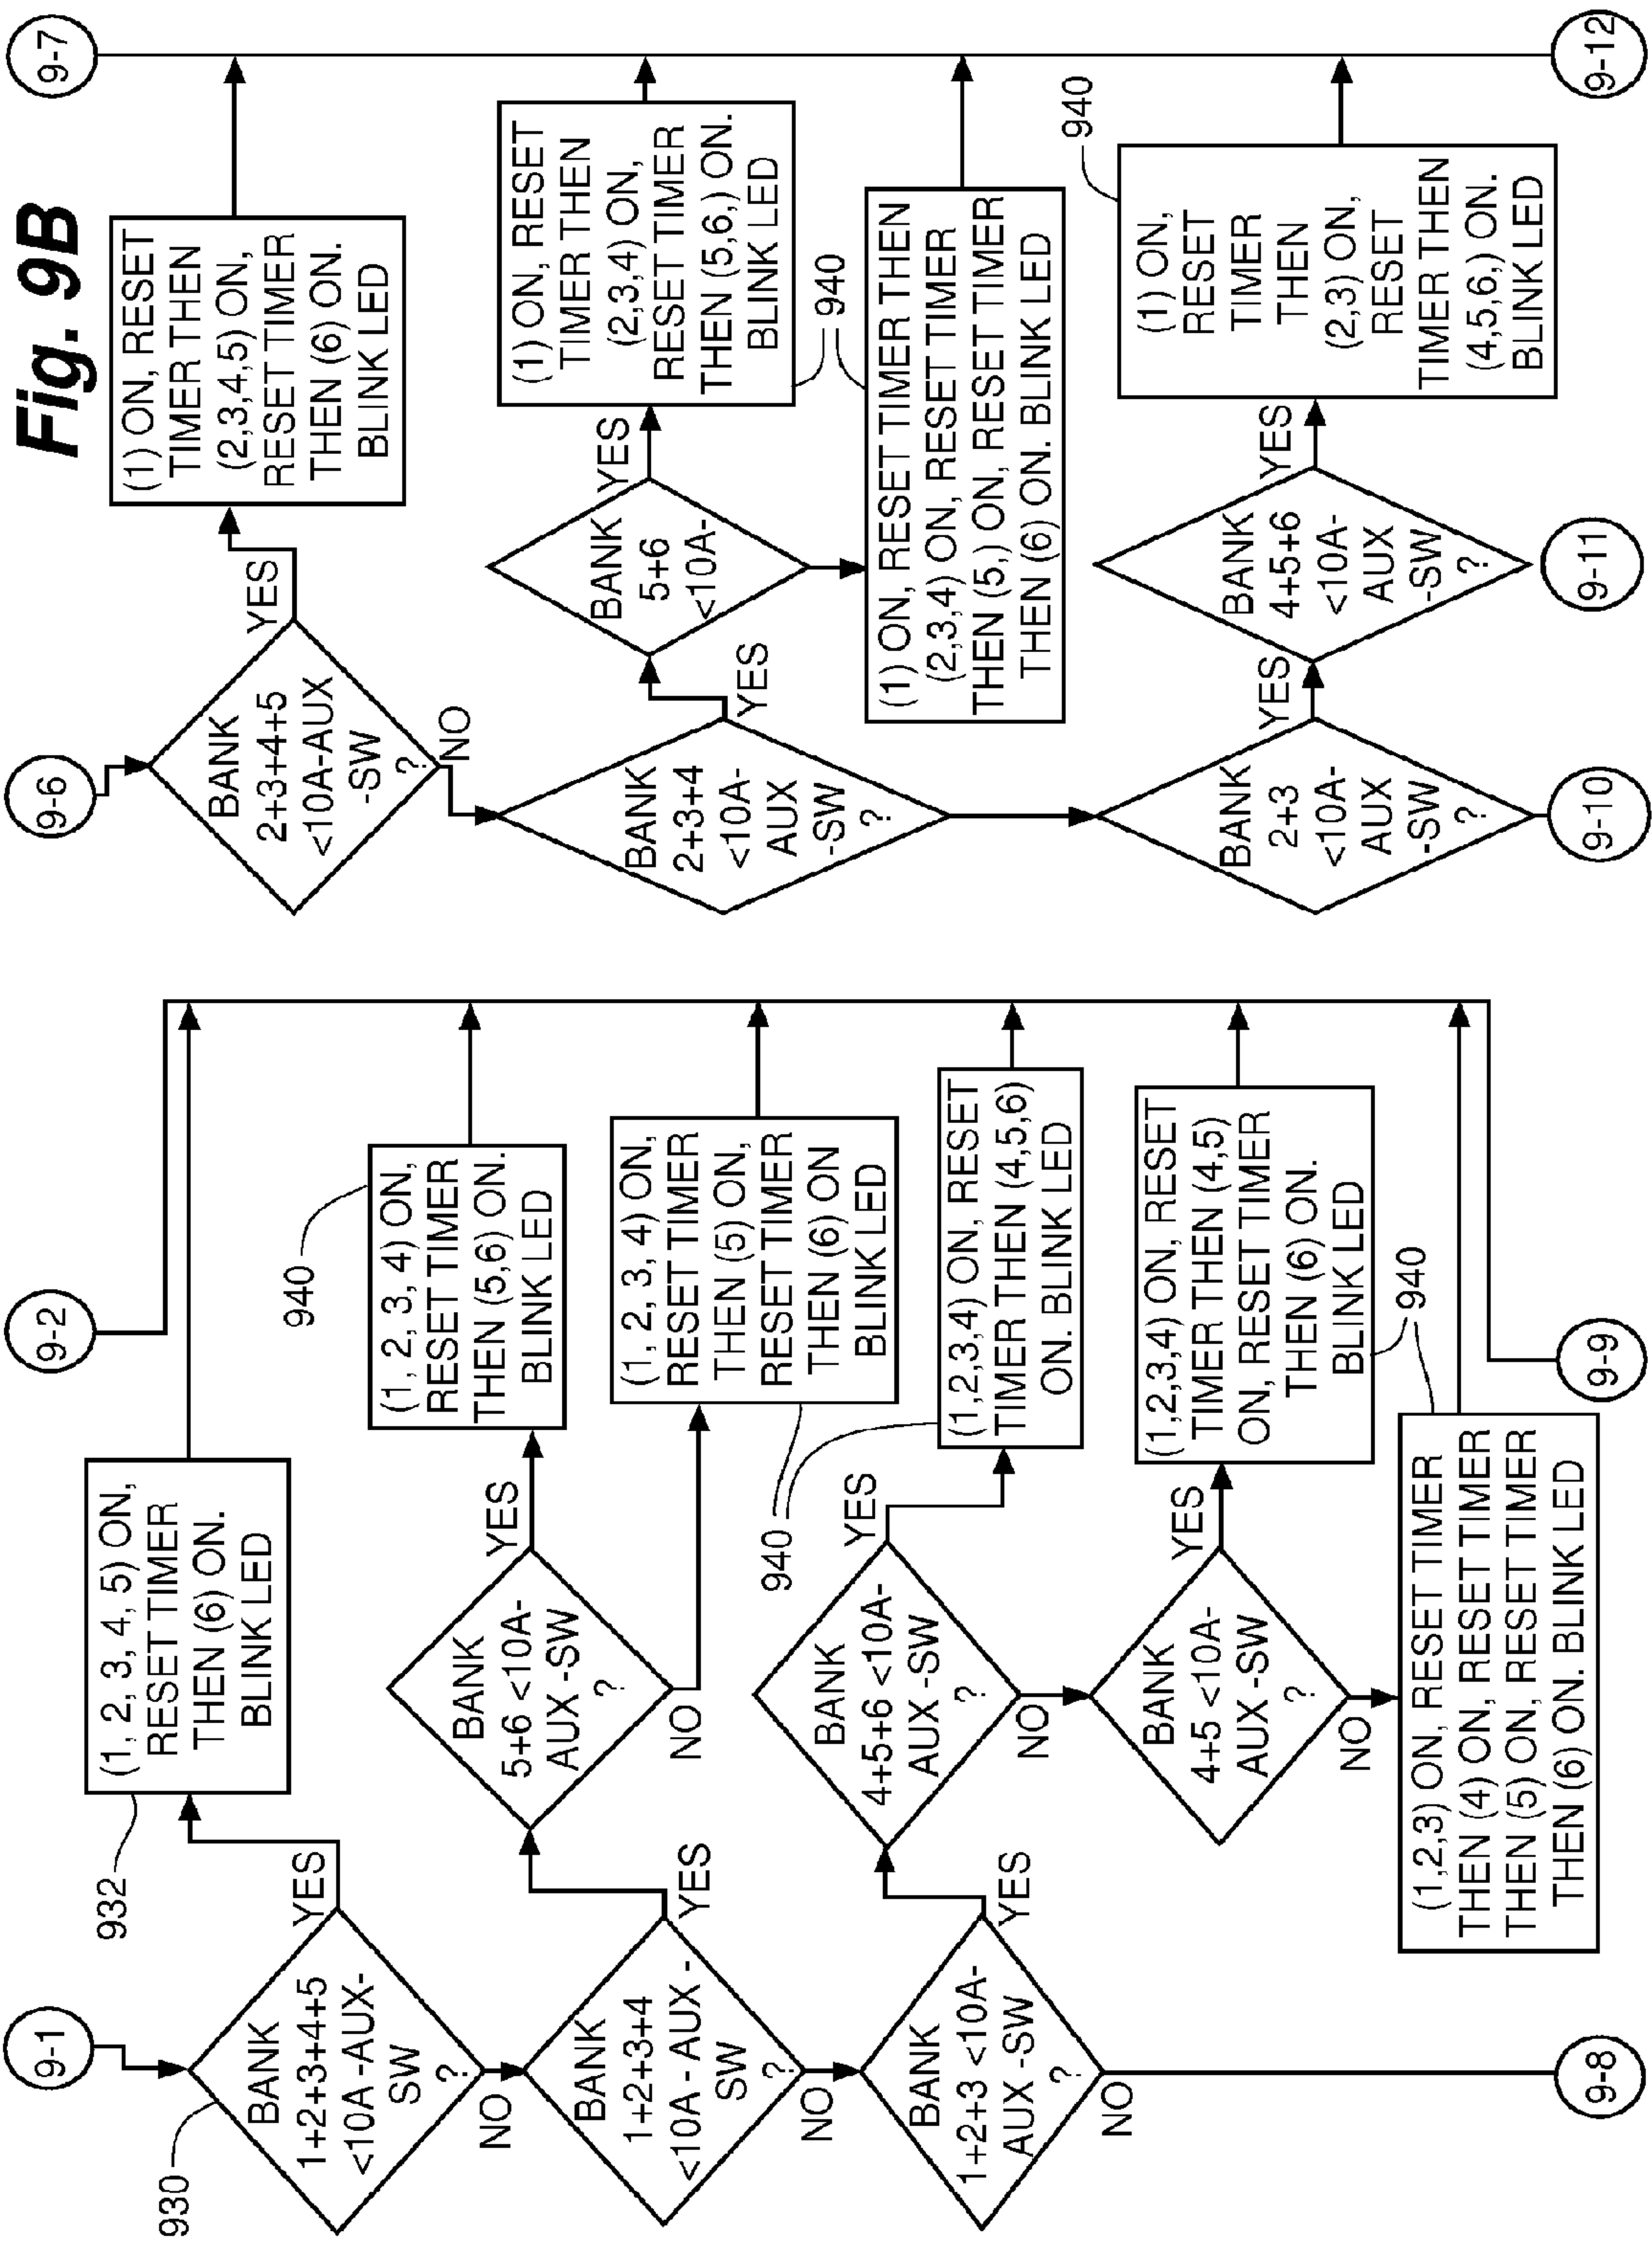 Fig. 9B
9-1
930
BANK
1+2+3+4+5
<10A -AUX-
SW
?
YES
NO
932
(1, 2, 3, 4, 5) ON,
RESET TIMER
THEN (6) ON.
BLINK LED
9-2
BANK
1+2+3+4
<10A - AUX -
SW
?
YES
NO
BANK
5+6 <10A-
AUX -SW
?
YES
NO
940
(1, 2, 3, 4) ON,
RESET TIMER
THEN (5,6) ON.
BLINK LED
(1, 2, 3, 4) ON,
RESET TIMER
THEN (5) ON,
RESET TIMER
THEN (6) ON
BLINK LED
940
BANK
1+2+3 <10A-
AUX -SW
?
YES
NO
BANK
4+5+6 <10A-
AUX -SW
?
YES
NO
(1,2,3,4) ON, RESET
TIMER THEN (4,5,6)
ON. BLINK LED
BANK
4+5 <10A-
AUX -SW
?
YES
NO
(1,2,3,4) ON, RESET
TIMER THEN (4,5)
ON, RESET TIMER
THEN (6) ON.
BLINK LED
940
(1,2,3) ON, RESET TIMER
THEN (4) ON, RESET TIMER
THEN (5) ON, RESET TIMER
THEN (6) ON. BLINK LED
9-8
9-9
9-6
BANK
2+3+4+5
<10A-AUX
-SW
?
YES
NO
(1) ON, RESET
TIMER THEN
(2,3,4,5) ON,
RESET TIMER
THEN (6) ON.
BLINK LED
9-7
BANK
2+3+4
<10A-
AUX
-SW
?
YES
BANK
5+6
<10A-
YES
(1) ON, RESET
TIMER THEN
(2,3,4) ON,
RESET TIMER
THEN (5,6,) ON.
BLINK LED
940
(1) ON, RESET TIMER THEN
(2,3,4) ON, RESET TIMER
THEN (5,) ON, RESET TIMER
THEN (6) ON. BLINK LED
BANK
2+3
<10A-
AUX
-SW
?
YES
BANK
4+5+6
<10A-
AUX
-SW
?
YES
940
(1) ON,
RESET
TIMER
THEN
(2,3) ON,
RESET
TIMER THEN
(4,5,6,) ON.
BLINK LED
9-10
9-11
9-12